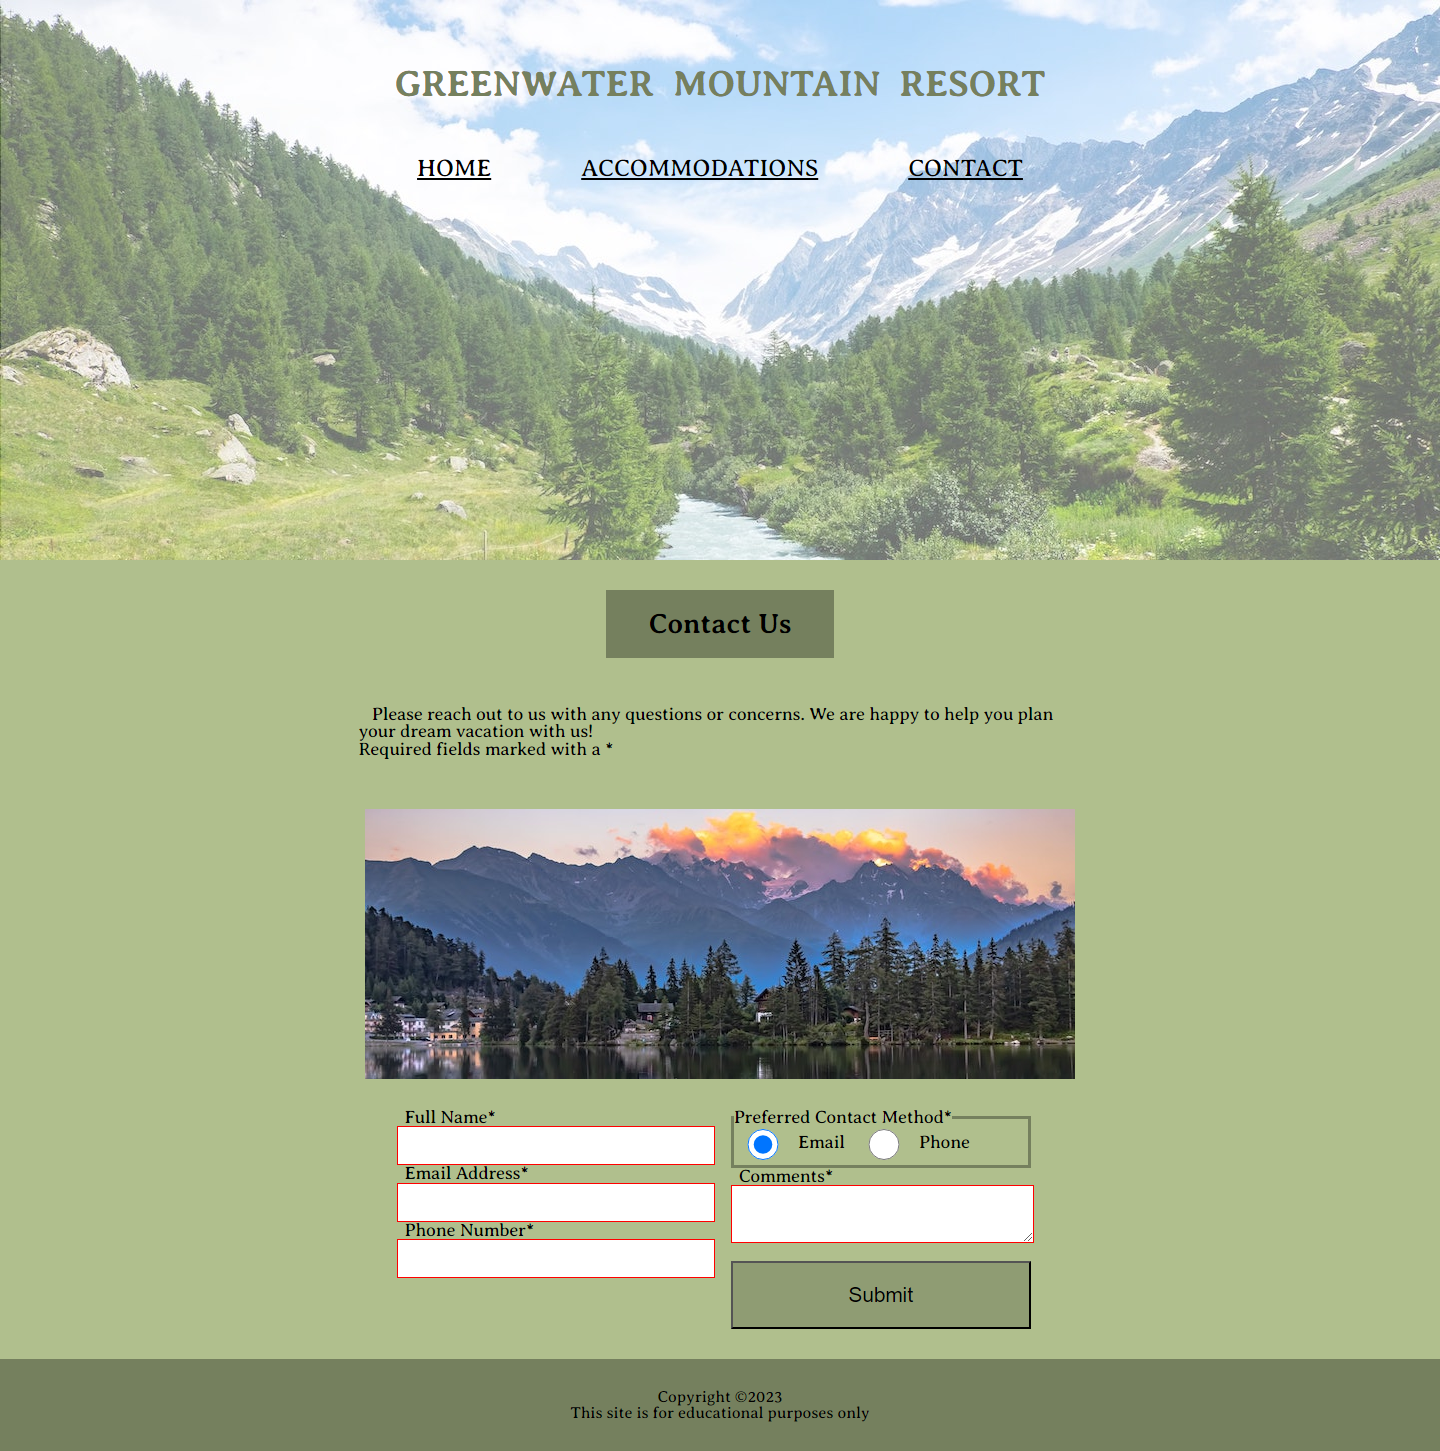 GREENWATER MOUNTAIN RESORT
HOME ACCOMMODATIONS CONTACT
Contact Us
Please reach out to us with any questions or concerns. We are happy to help you plan
your dream vacation with us!
Required fields marked with a *
Full Name*
Email Address*
Phone Number*
Preferred Contact Method*
Email Phone
Comments*
Submit
Copyright ©2023
This site is for educational purposes only